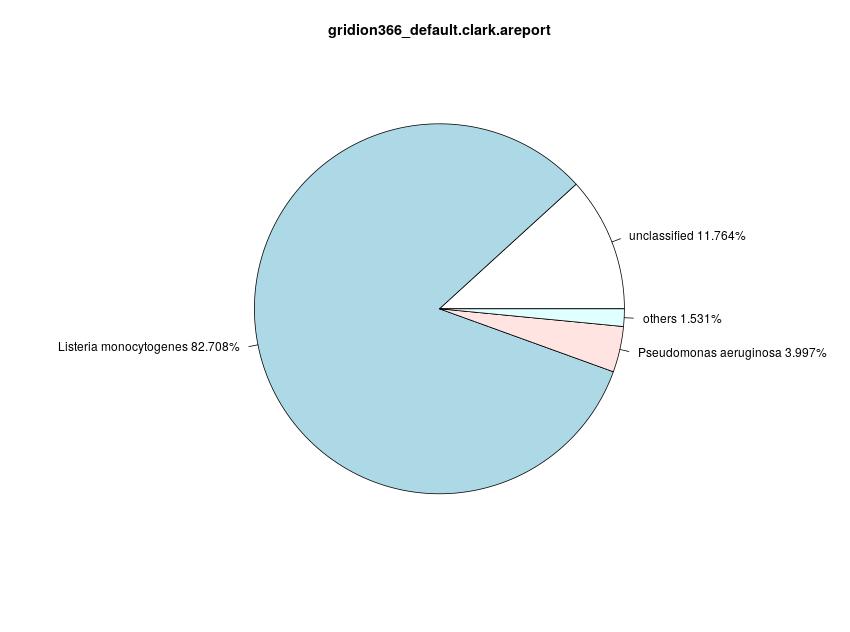 gridion366_default.clark.areport
unclassified 11.764%
others 1.531%
Listeria monocytogenes 82.708%
Pseudomonas aeruginosa 3.997%